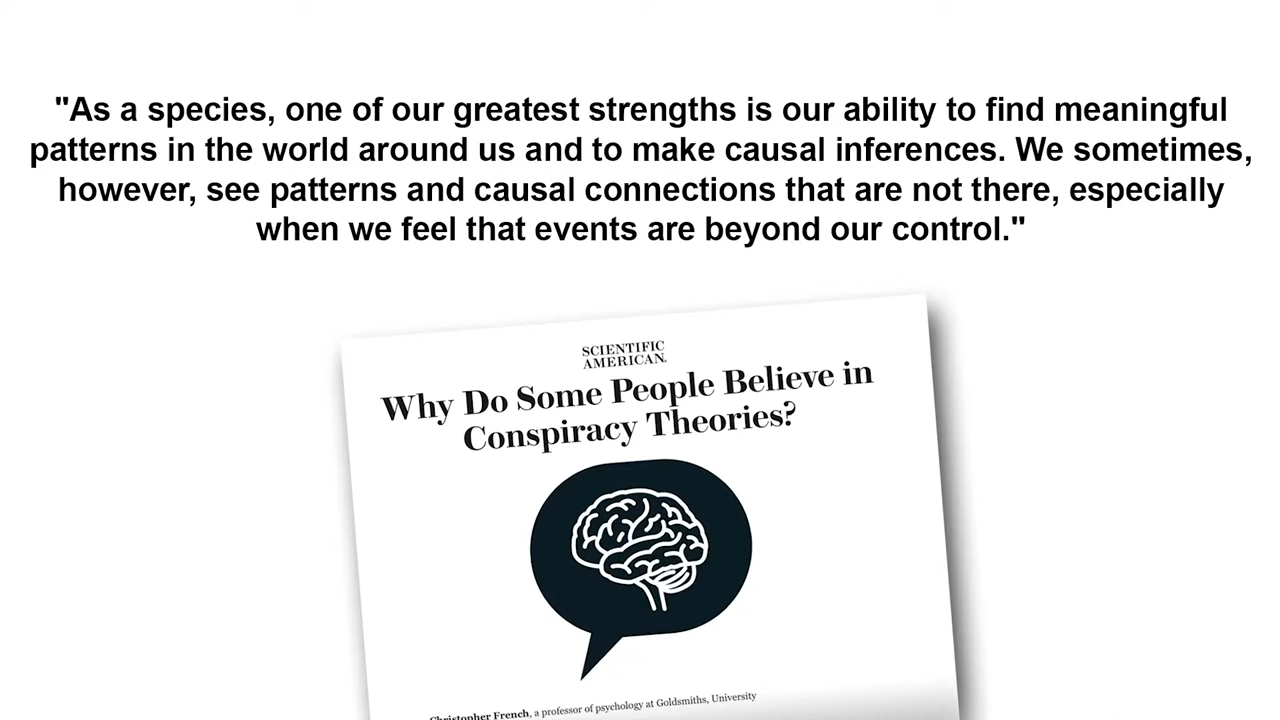 "As a species, one of our greatest strengths is our ability to find meaningful
patterns in the world around us and to make causal inferences. We sometimes,
however, see patterns and causal connections that are not there, especially
when we feel that events are beyond our control."
SCIENTIFIC
AMERICAN.
Why Do Some People Believe in
Conspiracy Theories?
Christopher French, a professor of psychology at Goldsmiths, University